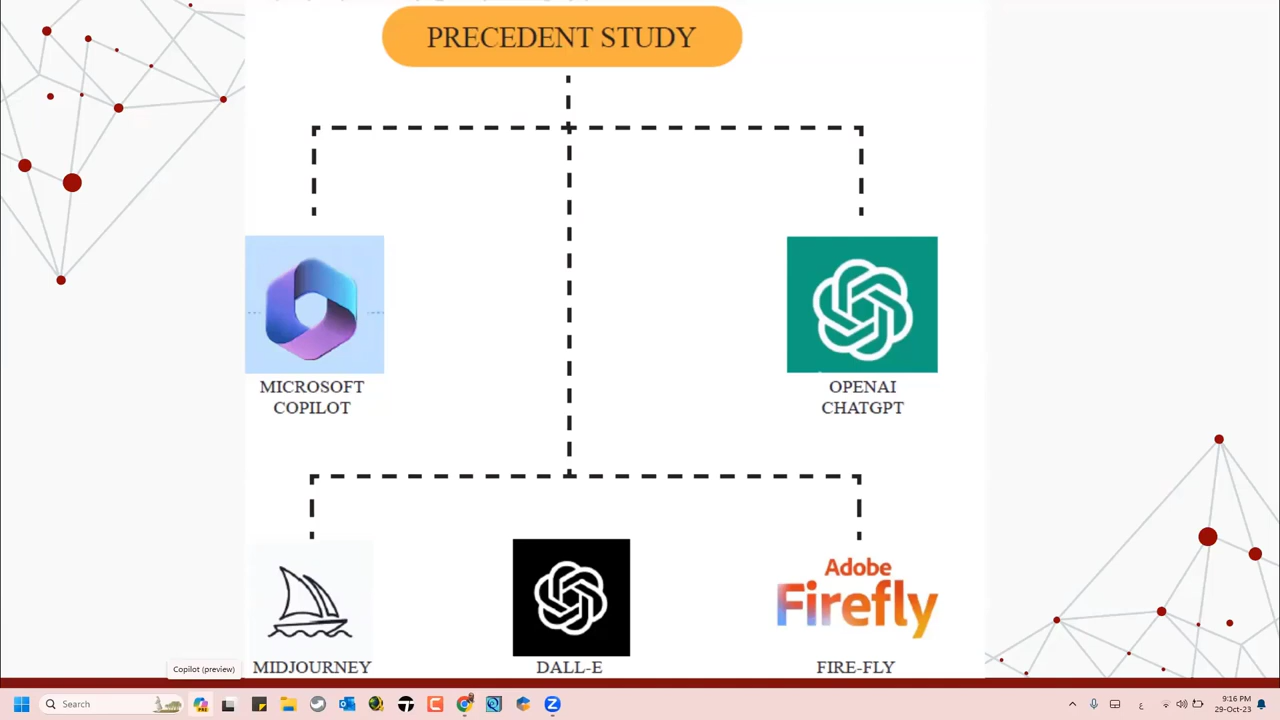 PRECEDENT STUDY
MICROSOFT
COPILOT
OPENAI
CHATGPT
Adobe
Firefly
MIDJOURNEY
DALL-E
FIRE-FLY
Copilot (preview)
Search
PRE
ع
9:16 PM
29-Oct-23